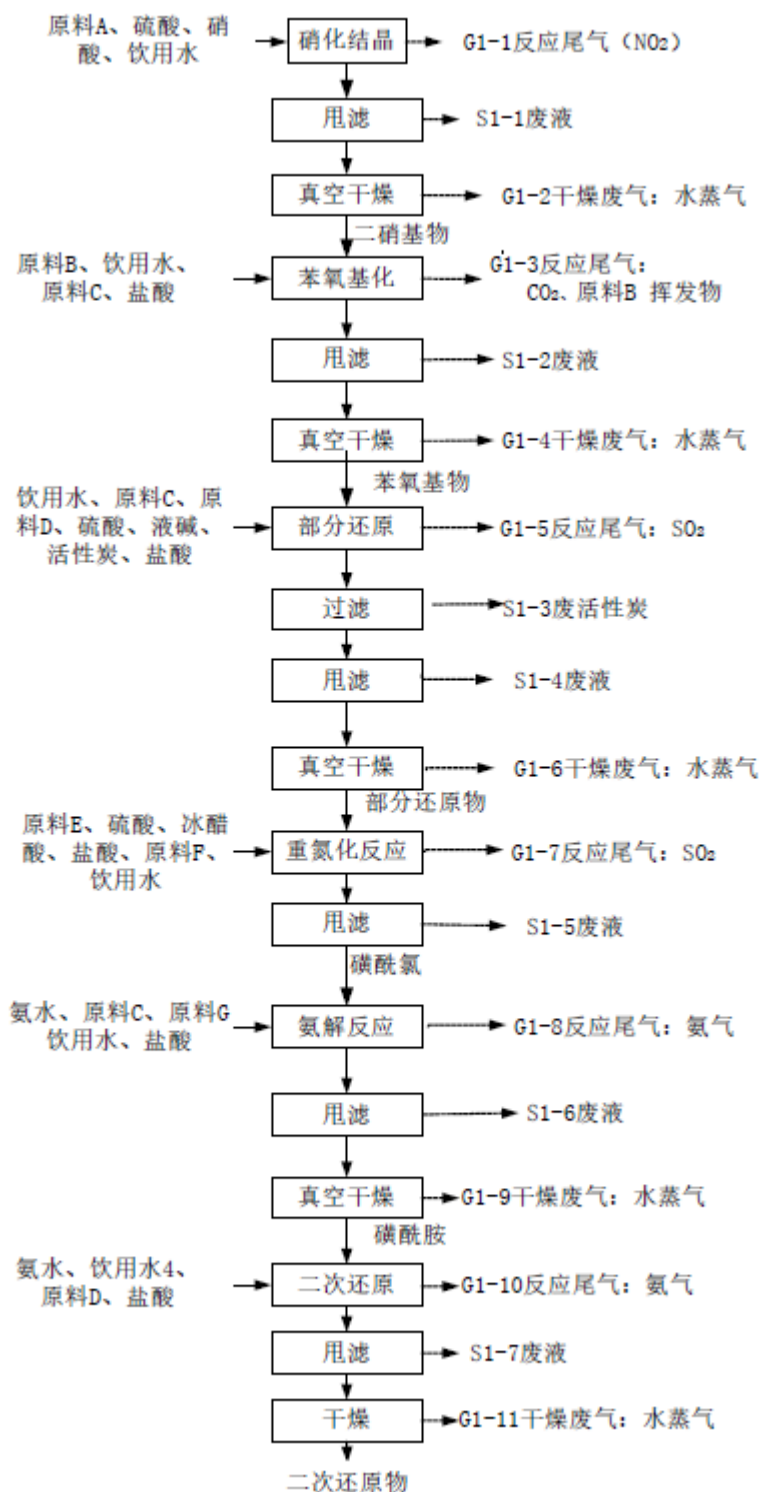 原料A、硫酸、硝
酸、饮用水
硝化结晶
G1-1反应尾气（NO₂）
甩滤
S1-1废液
真空干燥
G1-2干燥废气：水蒸气
二硝基物
原料B、饮用水、
原料C、盐酸
苯氧基化
G1-3反应尾气：
CO₂、原料B 挥发物
甩滤
S1-2废液
真空干燥
G1-4干燥废气：水蒸气
苯氧基物
饮用水、原料C、原
料D、硫酸、液碱、
活性炭、盐酸
部分还原
G1-5反应尾气：SO₂
过滤
S1-3废活性炭
甩滤
S1-4废液
真空干燥
G1-6干燥废气：水蒸气
部分还原物
原料E、硫酸、冰醋
酸、盐酸、原料F、
饮用水
重氮化反应
G1-7反应尾气：SO₂
甩滤
S1-5废液
磺酰氯
氨水、原料C、原料G
饮用水、盐酸
氨解反应
G1-8反应尾气：氨气
甩滤
S1-6废液
真空干燥
G1-9干燥废气：水蒸气
磺酰胺
氨水、饮用水4、
原料D、盐酸
二次还原
G1-10反应尾气：氨气
甩滤
S1-7废液
干燥
G1-11干燥废气：水蒸气
二次还原物